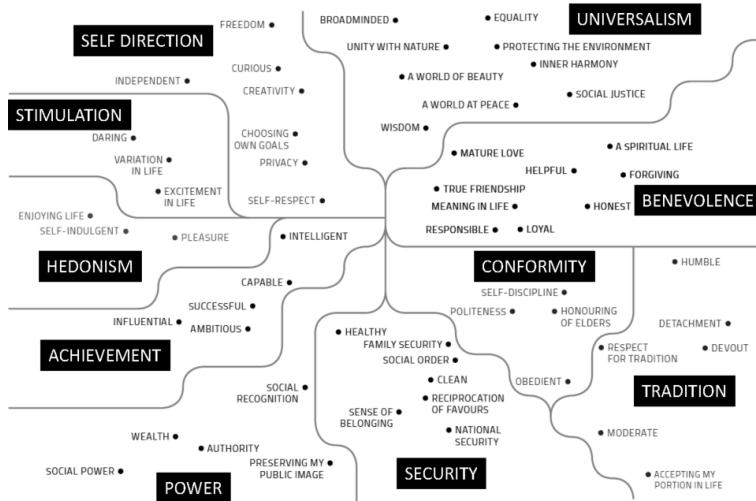 FREEDOM
SELF DIRECTION
CURIOUS
INDEPENDENT
CREATIVITY
CHOOSING
OWN GOALS
PRIVACY
SELF-RESPECT
BROADMINDED
EQUALITY
UNIVERSALISM
UNITY WITH NATURE
PROTECTING THE ENVIRONMENT
INNER HARMONY
A WORLD OF BEAUTY
SOCIAL JUSTICE
A WORLD AT PEACE
WISDOM
STIMULATION
DARING
VARIATION
IN LIFE
EXCITEMENT
IN LIFE
MATURE LOVE
A SPIRITUAL LIFE
HELPFUL
FORGIVING
TRUE FRIENDSHIP
BENEVOLENCE
MEANING IN LIFE
HONEST
RESPONSIBLE
LOYAL
ENJOYING LIFE
SELF-INDULGENT
PLEASURE
HEDONISM
INTELLIGENT
CAPABLE
SUCCESSFUL
INFLUENTIAL
AMBITIOUS
ACHIEVEMENT
CONFORMITY
SELF-DISCIPLINE
POLITENESS
HONOURING
OF ELDERS
OBEDIENT
HUMBLE
DETACHMENT
RESPECT
FOR TRADITION
DEVOUT
TRADITION
MODERATE
ACCEPTING MY
PORTION IN LIFE
HEALTHY
FAMILY SECURITY
SOCIAL ORDER
CLEAN
RECIPROCATION
OF FAVOURS
SENSE OF
BELONGING
NATIONAL
SECURITY
SECURITY
SOCIAL
RECOGNITION
WEALTH
AUTHORITY
SOCIAL POWER
PRESERVING MY
PUBLIC IMAGE
POWER